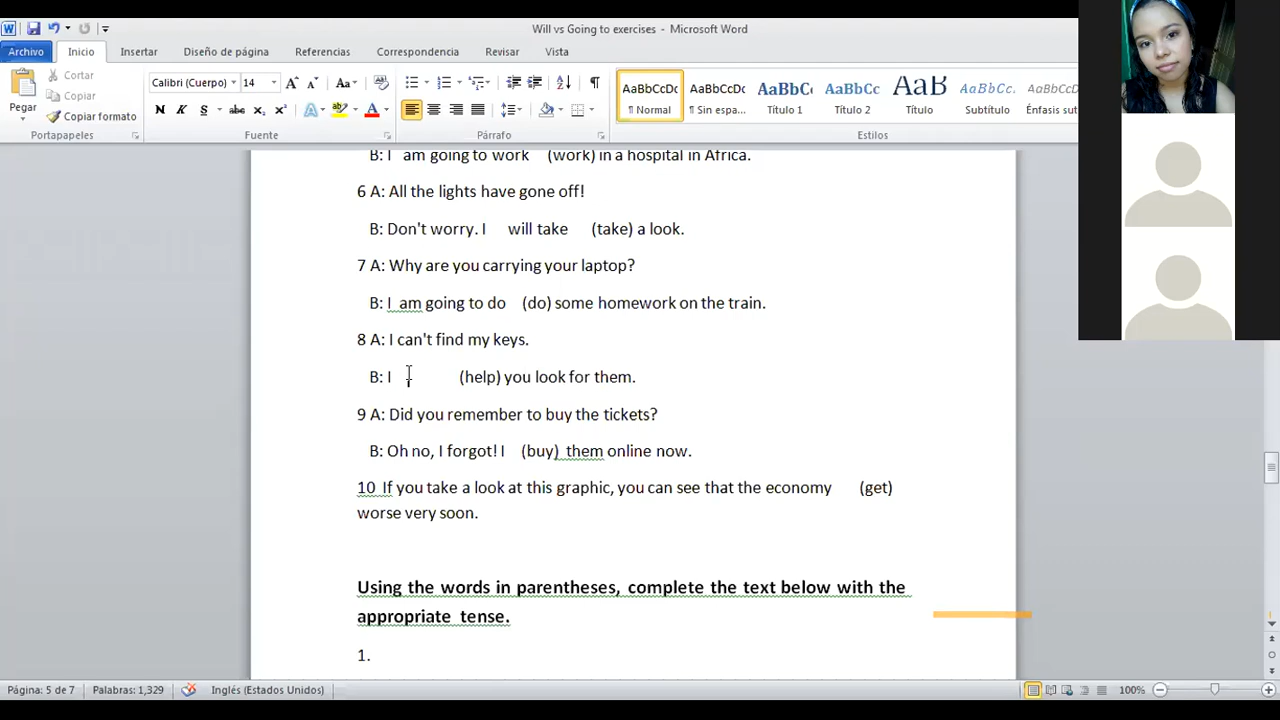 Will vs Going to exercises - Microsoft Word
Archivo Inicio Insertar Diseño de página Referencias Correspondencia Revisar Vista
Pegar
Cortar
Copiar
Copiar formato
Calibri (Cuerpo) 14
N K S abc x₂ x²
AaBbCcDc AaBbCcDc AaBbC AaBbCc AaB AaBbCc. AaBbCcDc
¶ Normal ¶ Sin espa... Título 1 Título 2 Título Subtítulo Énfasis sut
Portapapeles Fuente Párrafo Estilos
B: I am going to work (work) in a hospital in Africa.
6 A: All the lights have gone off!
B: Don't worry. I will take (take) a look.
7 A: Why are you carrying your laptop?
B: I am going to do (do) some homework on the train.
8 A: I can't find my keys.
B: I (help) you look for them.
9 A: Did you remember to buy the tickets?
B: Oh no, I forgot! I (buy) them online now.
10 If you take a look at this graphic, you can see that the economy (get)
worse very soon.
Using the words in parentheses, complete the text below with the
appropriate tense.
1.
Página: 5 de 7 Palabras: 1,329 Inglés (Estados Unidos) 100%